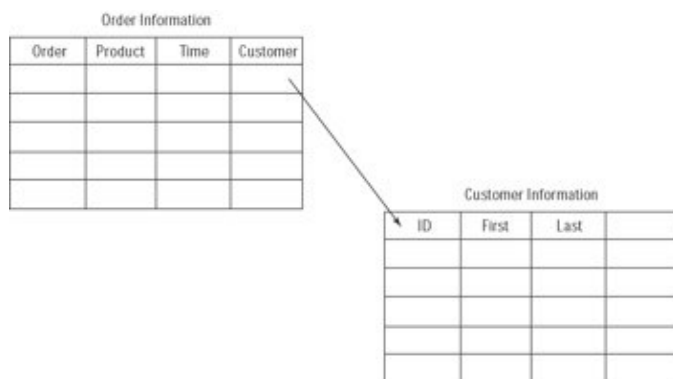 Order Information
Order Product Time Customer
Customer Information
ID First Last